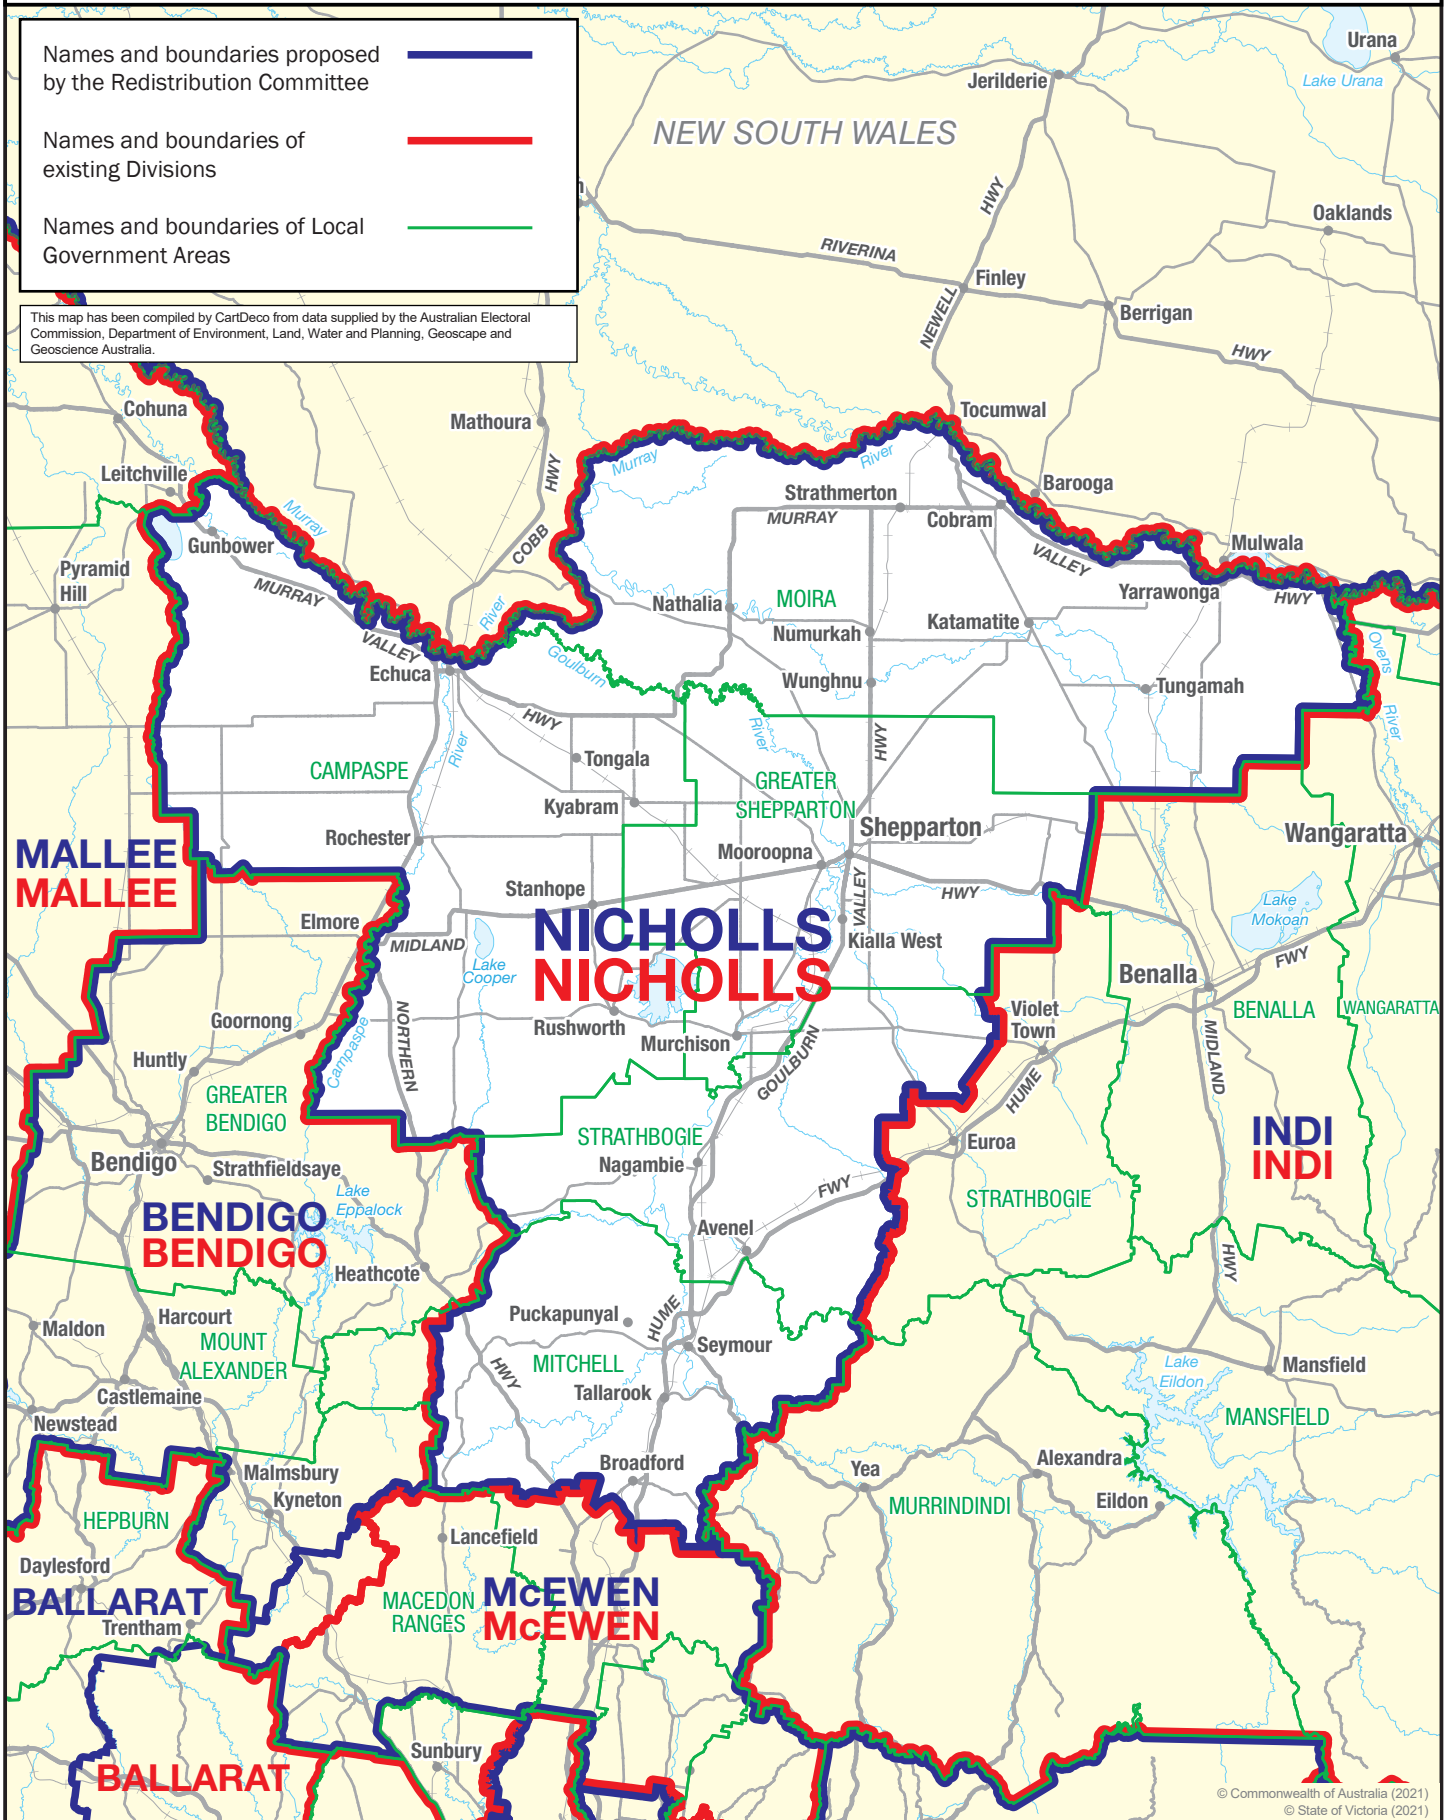 Names and boundaries proposed
by the Redistribution Committee
Names and boundaries of
existing Divisions
Names and boundaries of Local
Government Areas
This map has been compiled by CartDeco from data supplied by the Australian Electoral
Commission, Department of Environment, Land, Water and Planning, Geoscape and
Geoscience Australia.
Urana
Lake Urana
Jerilderie
NEW SOUTH WALES
HWY
Oaklands
RIVERINA
Finley
NEWELL
Berrigan
HWY
Cohuna
Mathoura
Tocumwal
Leitchville
HWY
Murray
River
Barooga
Strathmerton
MURRAY
Cobram
Murray
Gunbower
COBB
VALLEY
Mulwala
Pyramid
Hill
MURRAY
Yarrawonga
HWY
Nathalia
MOIRA
River
Katamatite
Numurkah
VALLEY
Echuca
Goulburn
Ovens
Wunghnu
Tungamah
River
HWY
River
River
HWY
Tongala
CAMPASPE
GREATER
SHEPPARTON
Kyabram
Rochester
Shepparton
Wangaratta
MALLEE
MALLEE
Mooroopna
Stanhope
VALLEY
HWY
Lake
Mokoan
Elmore
MIDLAND
NICHOLLS
NICHOLLS
Kialla West
FWY
Lake
Cooper
Benalla
Goornong
NORTHERN
Rushworth
Violet
Town
BENALLA
WANGARATTA
Murchison
Huntly
Campaspe
GOULBURN
MIDLAND
GREATER
BENDIGO
HUME
STRATHBOGIE
INDI
INDI
Euroa
Bendigo
Nagambie
Strathfieldsaye
FWY
STRATHBOGIE
Lake
Eppalock
BENDIGO
BENDIGO
Avenel
HWY
Heathcote
Harcourt
Puckapunyal
HUME
Maldon
MOUNT
ALEXANDER
Seymour
HWY
MITCHELL
Lake
Eildon
Mansfield
Castlemaine
Tallarook
Newstead
MANSFIELD
Broadford
Alexandra
Malmsbury
Yea
Kyneton
Eildon
MURRINDINDI
HEPBURN
Lancefield
Daylesford
BALLARAT
MACEDON
RANGES
McEWEN
McEWEN
Trentham
Sunbury
BALLARAT
© Commonwealth of Australia (2021)
© State of Victoria (2021)